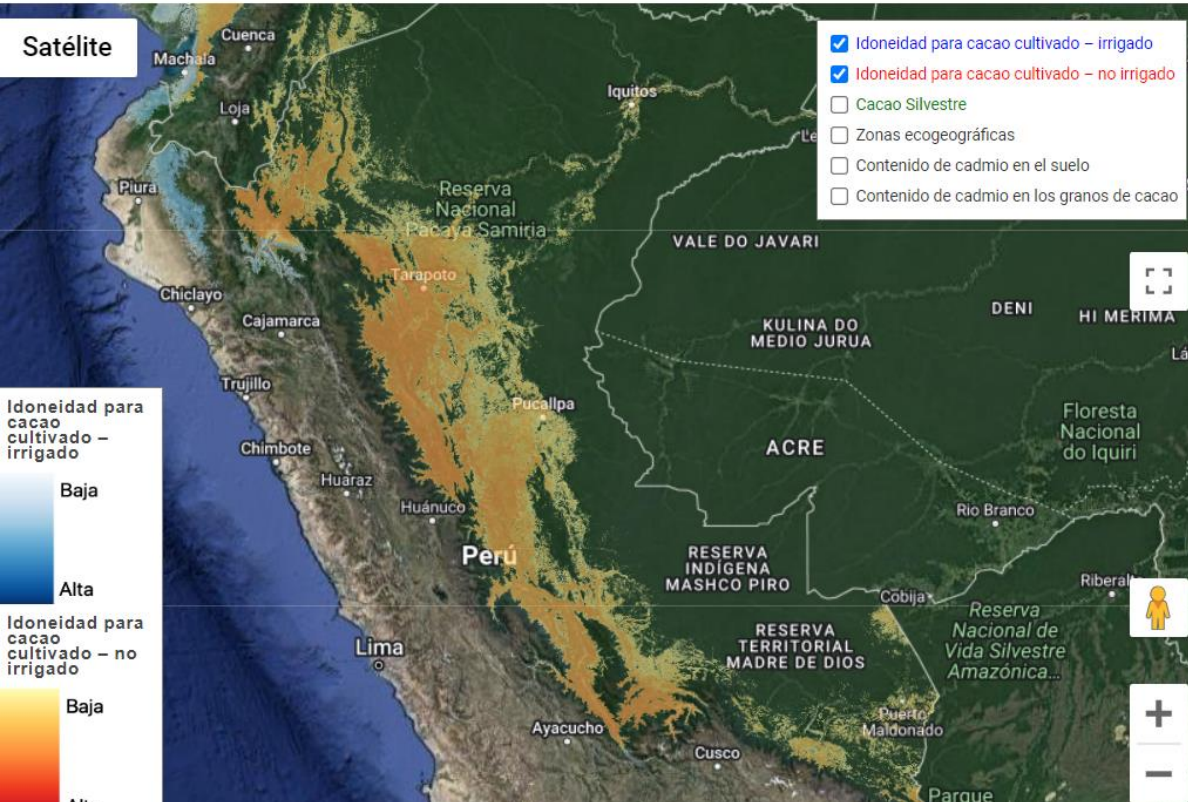 Satélite
Idoneidad para cacao cultivado – irrigado
Idoneidad para cacao cultivado – no irrigado
Cacao Silvestre
Zonas ecogeográficas
Contenido de cadmio en el suelo
Contenido de cadmio en los granos de cacao
Cuenca
Machala
Loja
Iquitos
Piura
Reserva
Nacional
Pacaya Samiria
VALE DO JAVARI
Tarapoto
Chiclayo
Cajamarca
DENI
HI MERIMA
KULINA DO
MEDIO JURUA
Trujillo
Pucallpa
Floresta
Nacional
do Iquiri
Chimbote
ACRE
Huaraz
Huánuco
Rio Branco
Perú
RESERVA
INDÍGENA
MASHCO PIRO
Cobija
Reserva
Nacional de
Vida Silvestre
Amazónica...
Lima
RESERVA
TERRITORIAL
MADRE DE DIOS
Ayacucho
Puerto
Maldonado
Cusco
Parque
Idoneidad para
cacao
cultivado –
irrigado
Baja
Alta
Idoneidad para
cacao
cultivado – no
irrigado
Baja